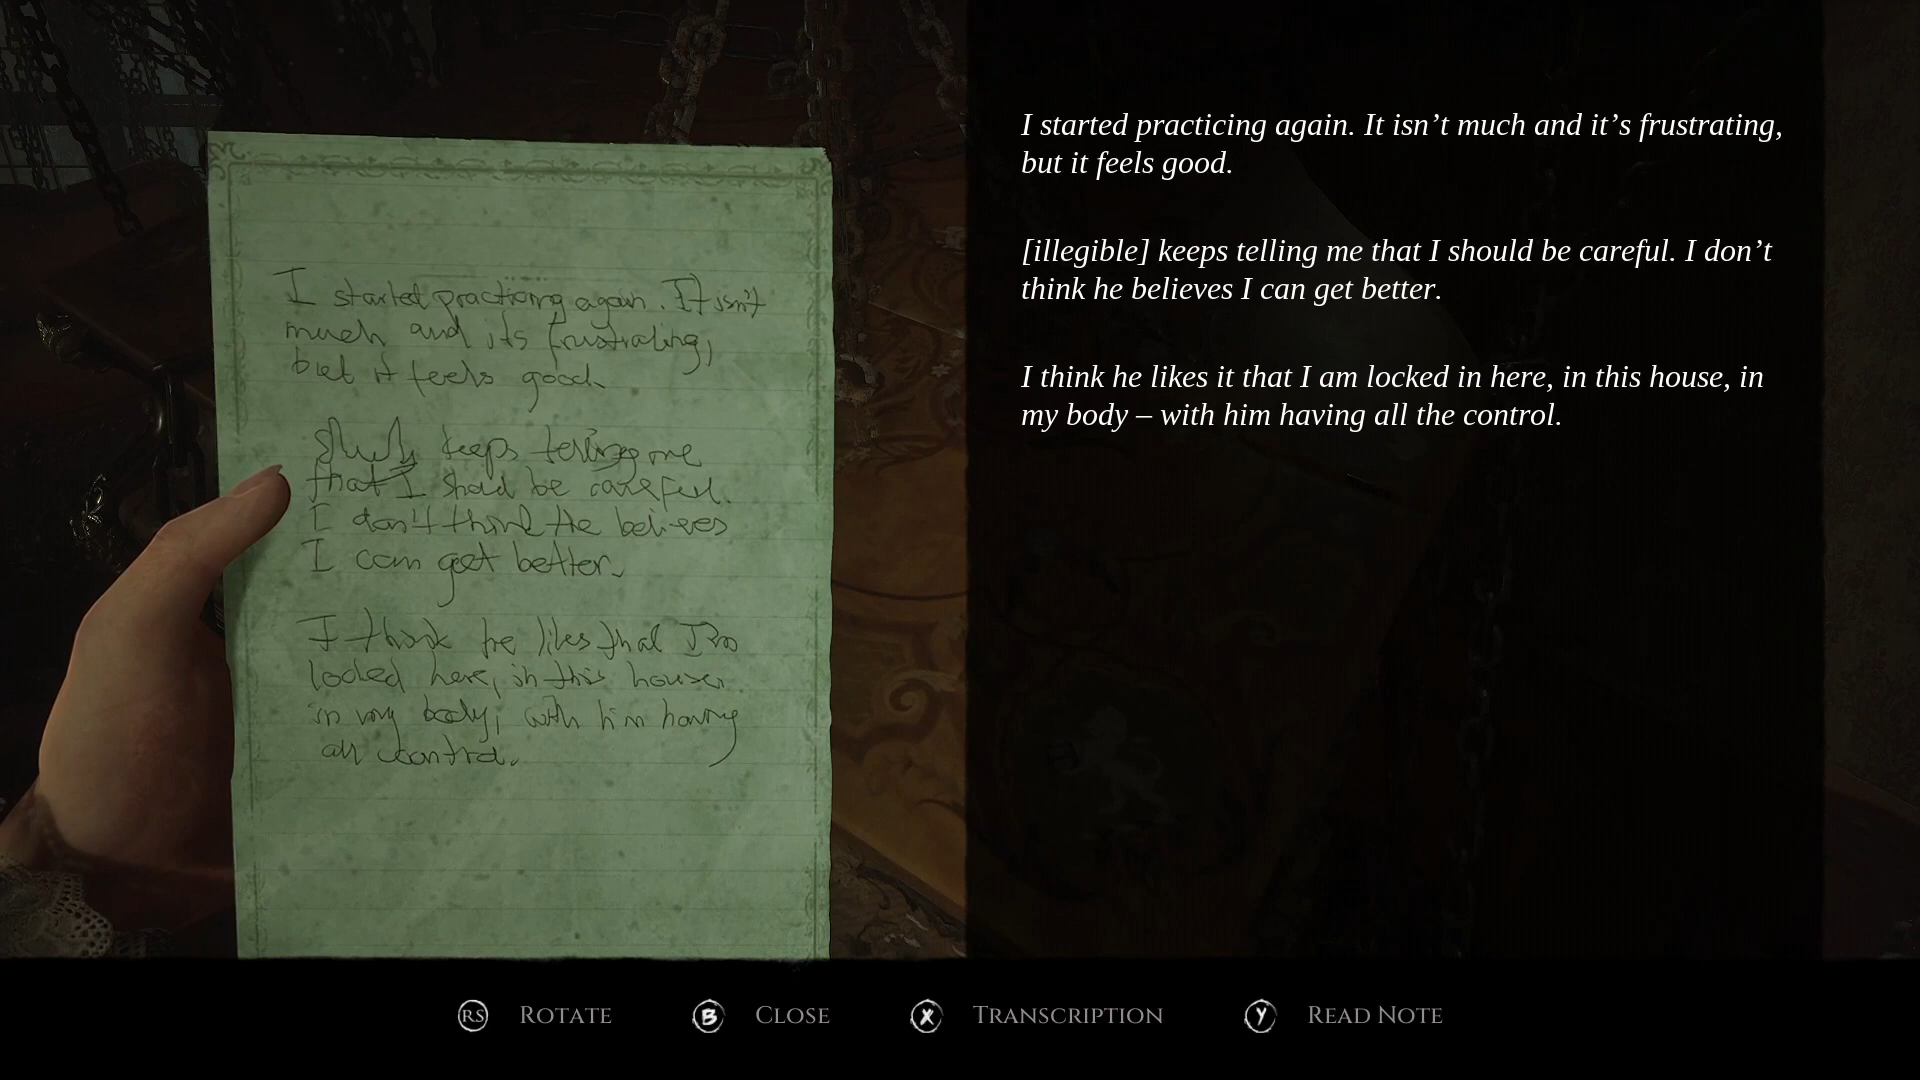 I started practicing again. It isn't
much and its frustrating,
but it feels good.
keeps telling me
that I shoud be careful.
I don't think he believes
I can get better.
I think he likes that I'm
locked here, in this house,
in my body, with him having
all control.
I started practicing again. It isn’t much and it’s frustrating,
but it feels good.
[illegible] keeps telling me that I should be careful. I don’t
think he believes I can get better.
I think he likes it that I am locked in here, in this house, in
my body – with him having all the control.
RS Rotate B Close X Transcription Y Read Note